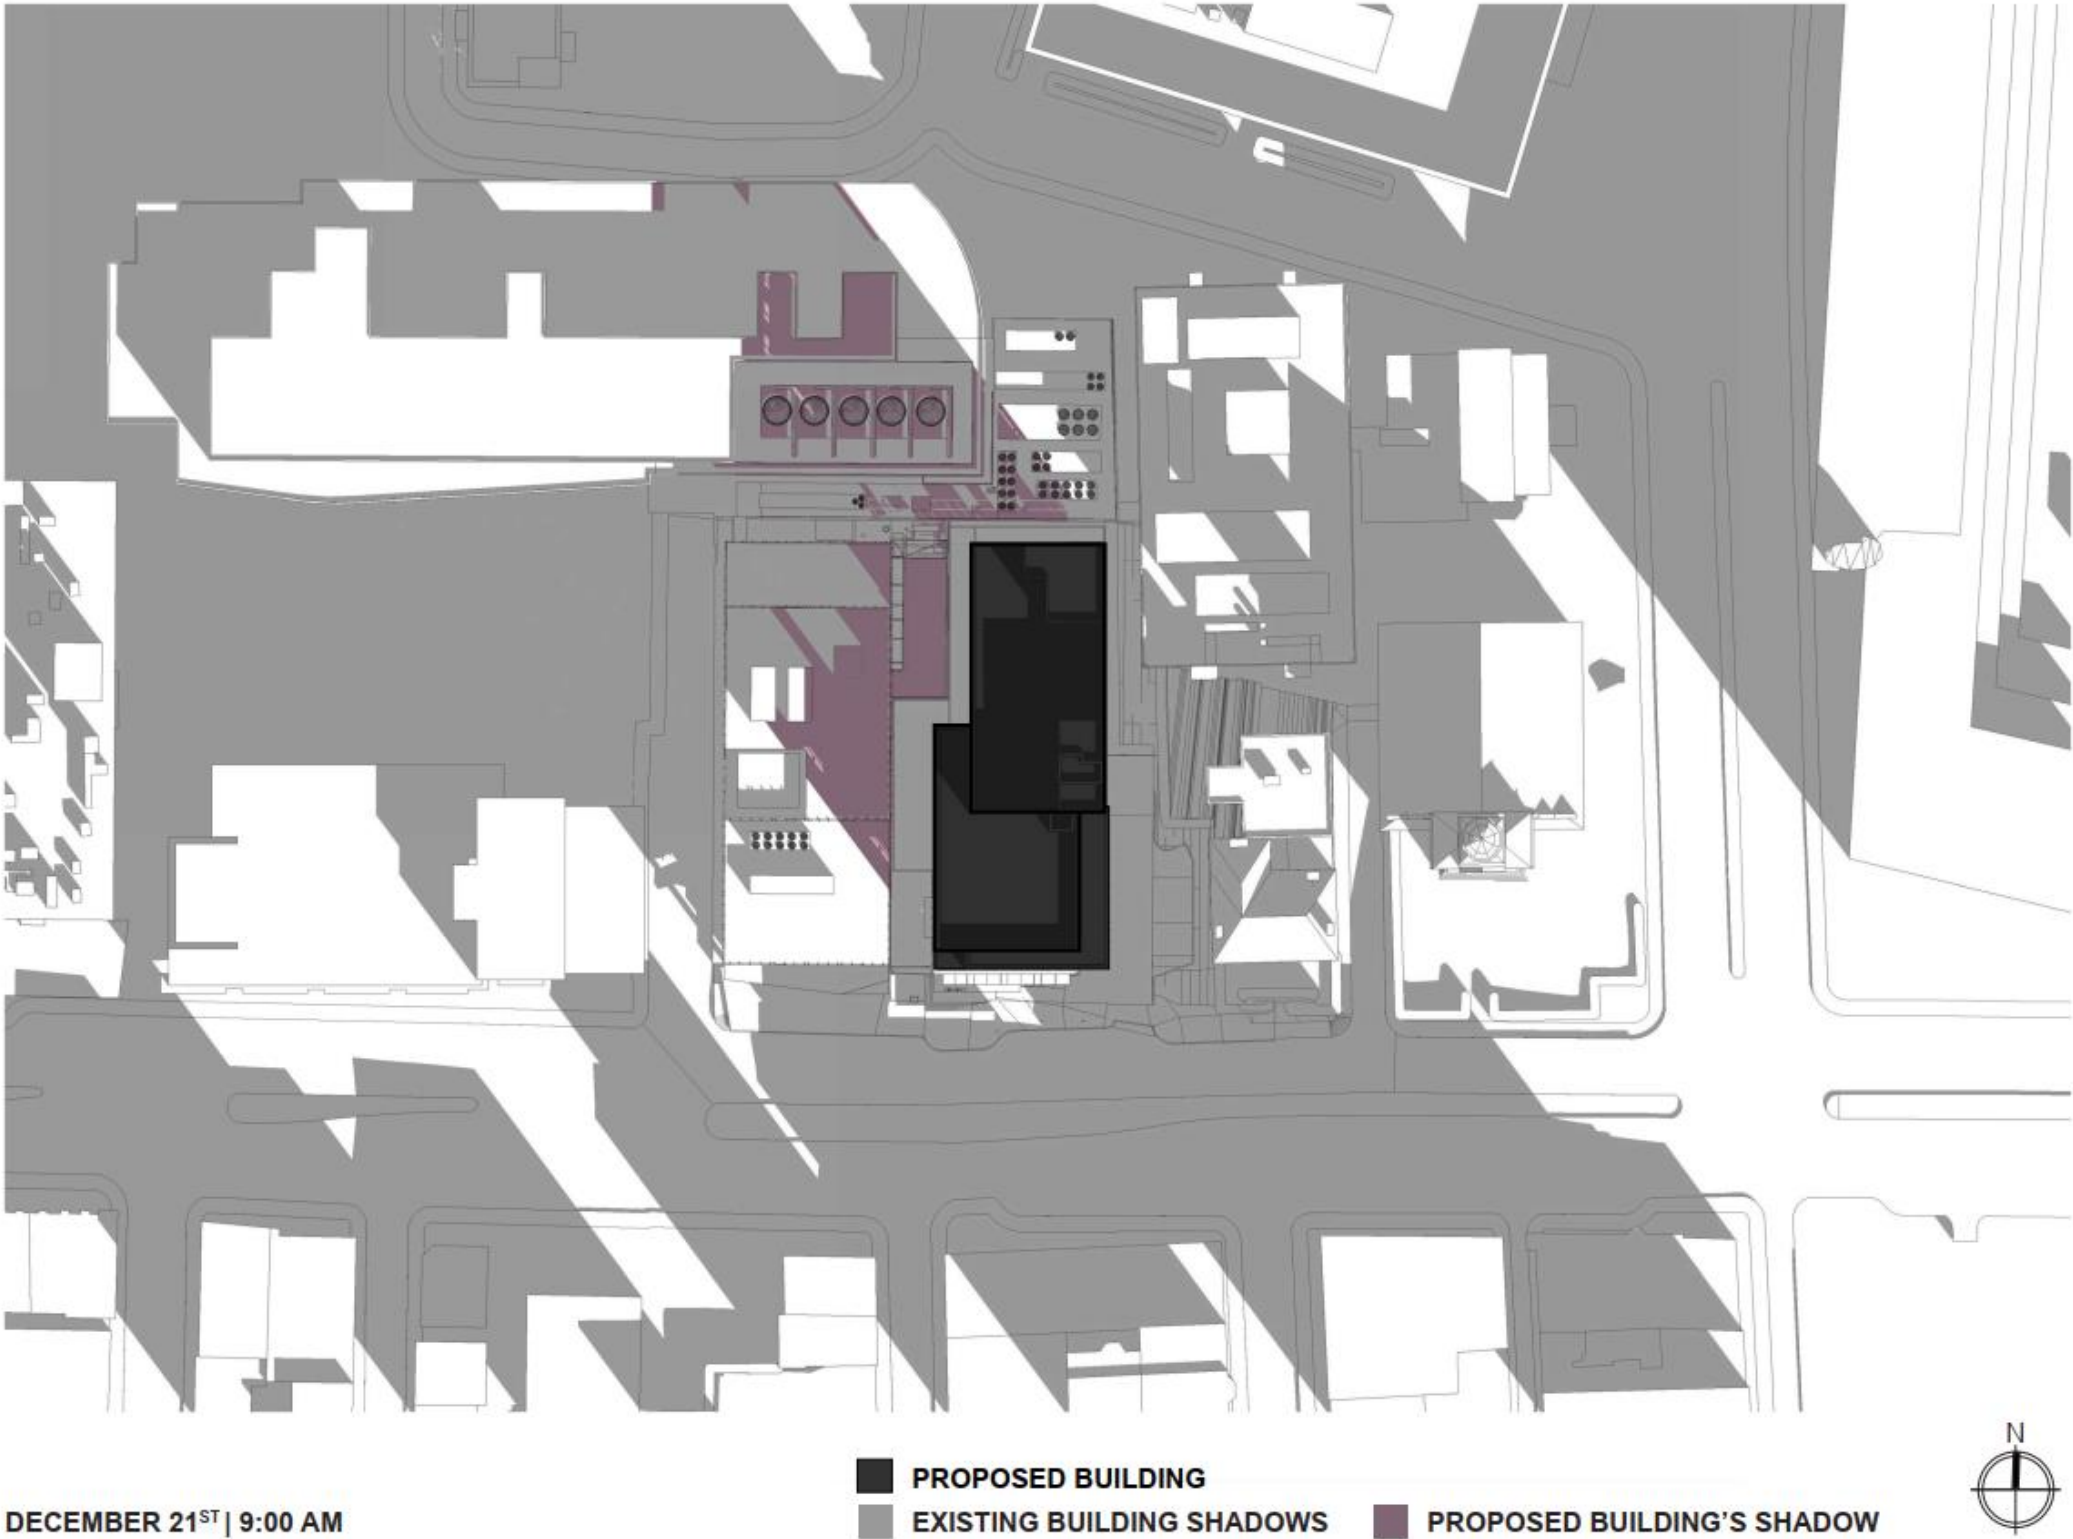 N
PROPOSED BUILDING
DECEMBER 21ST | 9:00 AM
EXISTING BUILDING SHADOWS
PROPOSED BUILDING'S SHADOW